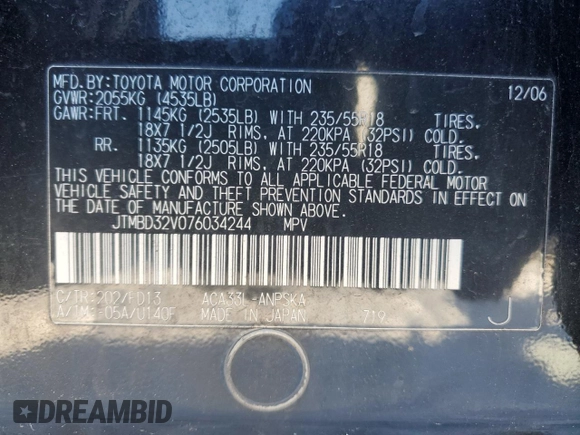 MFD.BY:TOYOTA MOTOR CORPORATION 12/06
GVWR:2055KG (4535LB)
GAWR:FRT. 1145KG (2535LB) WITH 235/55R18 TIRES.
18X7 1/2J RIMS. AT 220KPA (32PSI) COLD.
RR. 1135KG (2505LB) WITH 235/55R18 TIRES.
18X7 1/2J RIMS. AT 220KPA (32PSI) COLD.
THIS VEHICLE CONFORMS TO ALL APPLICABLE FEDERAL MOTOR
VEHICLE SAFETY AND THEFT PREVENTION STANDARDS IN EFFECT ON
THE DATE OF MANUFACTURE SHOWN ABOVE.
JTMBD32V076034244 MPV
C/TR:202/FD13 ACA33L-ANPSKA
A/TM:-05A/U140F MADE IN JAPAN 719 J
DREAMBID